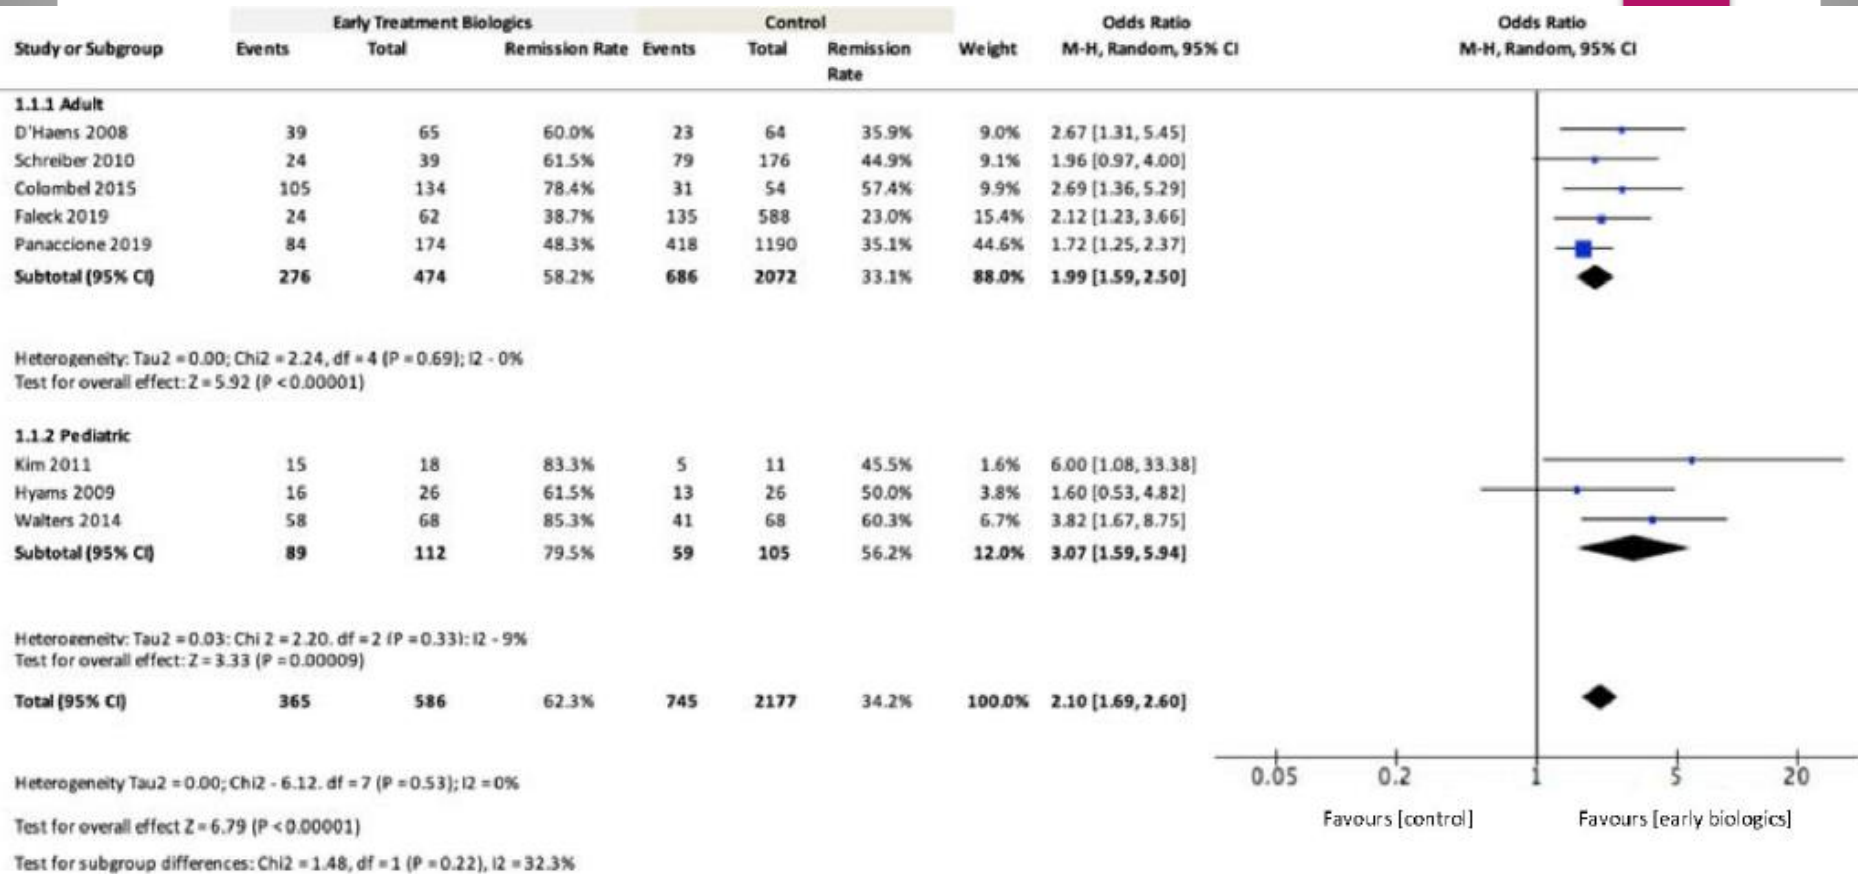 Early Treatment Biologics Control Odds Ratio Odds Ratio
Study or Subgroup Events Total Remission Rate Events Total Remission Weight M-H, Random, 95% CI M-H, Random, 95% CI
Rate
1.1.1 Adult
D'Haens 2008 39 65 60.0% 23 64 35.9% 9.0% 2.67 [1.31, 5.45]
Schreiber 2010 24 39 61.5% 79 176 44.9% 9.1% 1.96 [0.97, 4.00]
Colombel 2015 105 134 78.4% 31 54 57.4% 9.9% 2.69 [1.36, 5.29]
Faleck 2019 24 62 38.7% 135 588 23.0% 15.4% 2.12 [1.23, 3.66]
Panaccione 2019 84 174 48.3% 418 1190 35.1% 44.6% 1.72 [1.25, 2.37]
Subtotal (95% CI) 276 474 58.2% 686 2072 33.1% 88.0% 1.99 [1.59, 2.50]
Heterogeneity: Tau2 = 0.00; Chi2 = 2.24, df = 4 (P = 0.69); I2 - 0%
Test for overall effect: Z = 5.92 (P < 0.00001)
1.1.2 Pediatric
Kim 2011 15 18 83.3% 5 11 45.5% 1.6% 6.00 [1.08, 33.38]
Hyams 2009 16 26 61.5% 13 26 50.0% 3.8% 1.60 [0.53, 4.82]
Walters 2014 58 68 85.3% 41 68 60.3% 6.7% 3.82 [1.67, 8.75]
Subtotal (95% CI) 89 112 79.5% 59 105 56.2% 12.0% 3.07 [1.59, 5.94]
Heterogeneity: Tau2 = 0.03: Chi 2 = 2.20. df = 2 (P = 0.33): I2 - 9%
Test for overall effect: Z = 3.33 (P = 0.00009)
Total (95% CI) 365 586 62.3% 745 2177 34.2% 100.0% 2.10 [1.69, 2.60]
0.05 0.2 1 5 20
Heterogeneity Tau2 = 0.00; Chi2 - 6.12. df = 7 (P = 0.53); I2 = 0%
Favours [control] Favours [early biologics]
Test for overall effect Z = 6.79 (P < 0.00001)
Test for subgroup differences: Chi2 = 1.48, df = 1 (P = 0.22), I2 = 32.3%